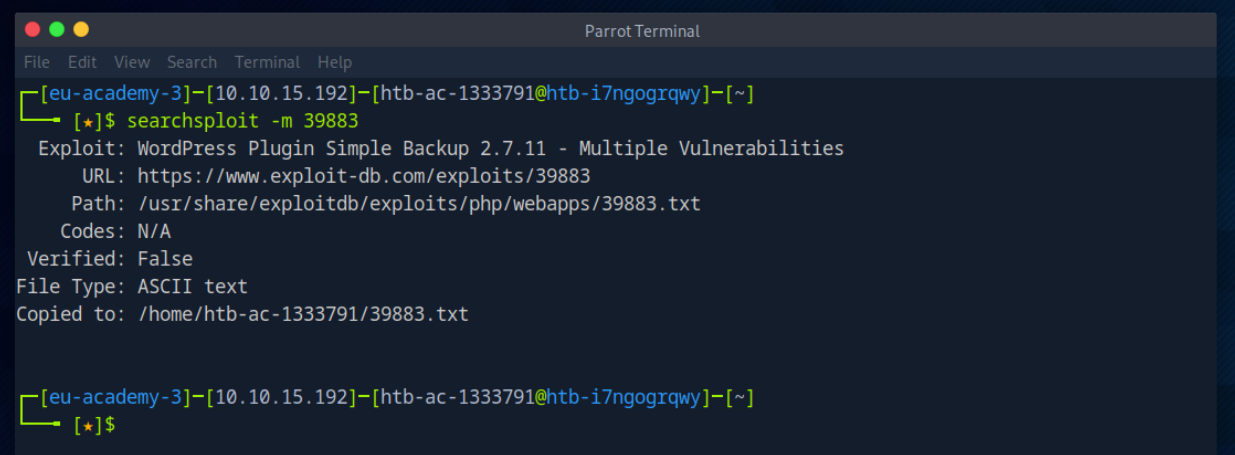 Parrot Terminal
File Edit View Search Terminal Help
┌─[eu-academy-3]─[10.10.15.192]─[htb-ac-1333791@htb-i7ngogrqwy]─[~]
└──╼ [★]$ searchsploit -m 39883
Exploit: WordPress Plugin Simple Backup 2.7.11 - Multiple Vulnerabilities
URL: https://www.exploit-db.com/exploits/39883
Path: /usr/share/exploitdb/exploits/php/webapps/39883.txt
Codes: N/A
Verified: False
File Type: ASCII text
Copied to: /home/htb-ac-1333791/39883.txt
┌─[eu-academy-3]─[10.10.15.192]─[htb-ac-1333791@htb-i7ngogrqwy]─[~]
└──╼ [★]$